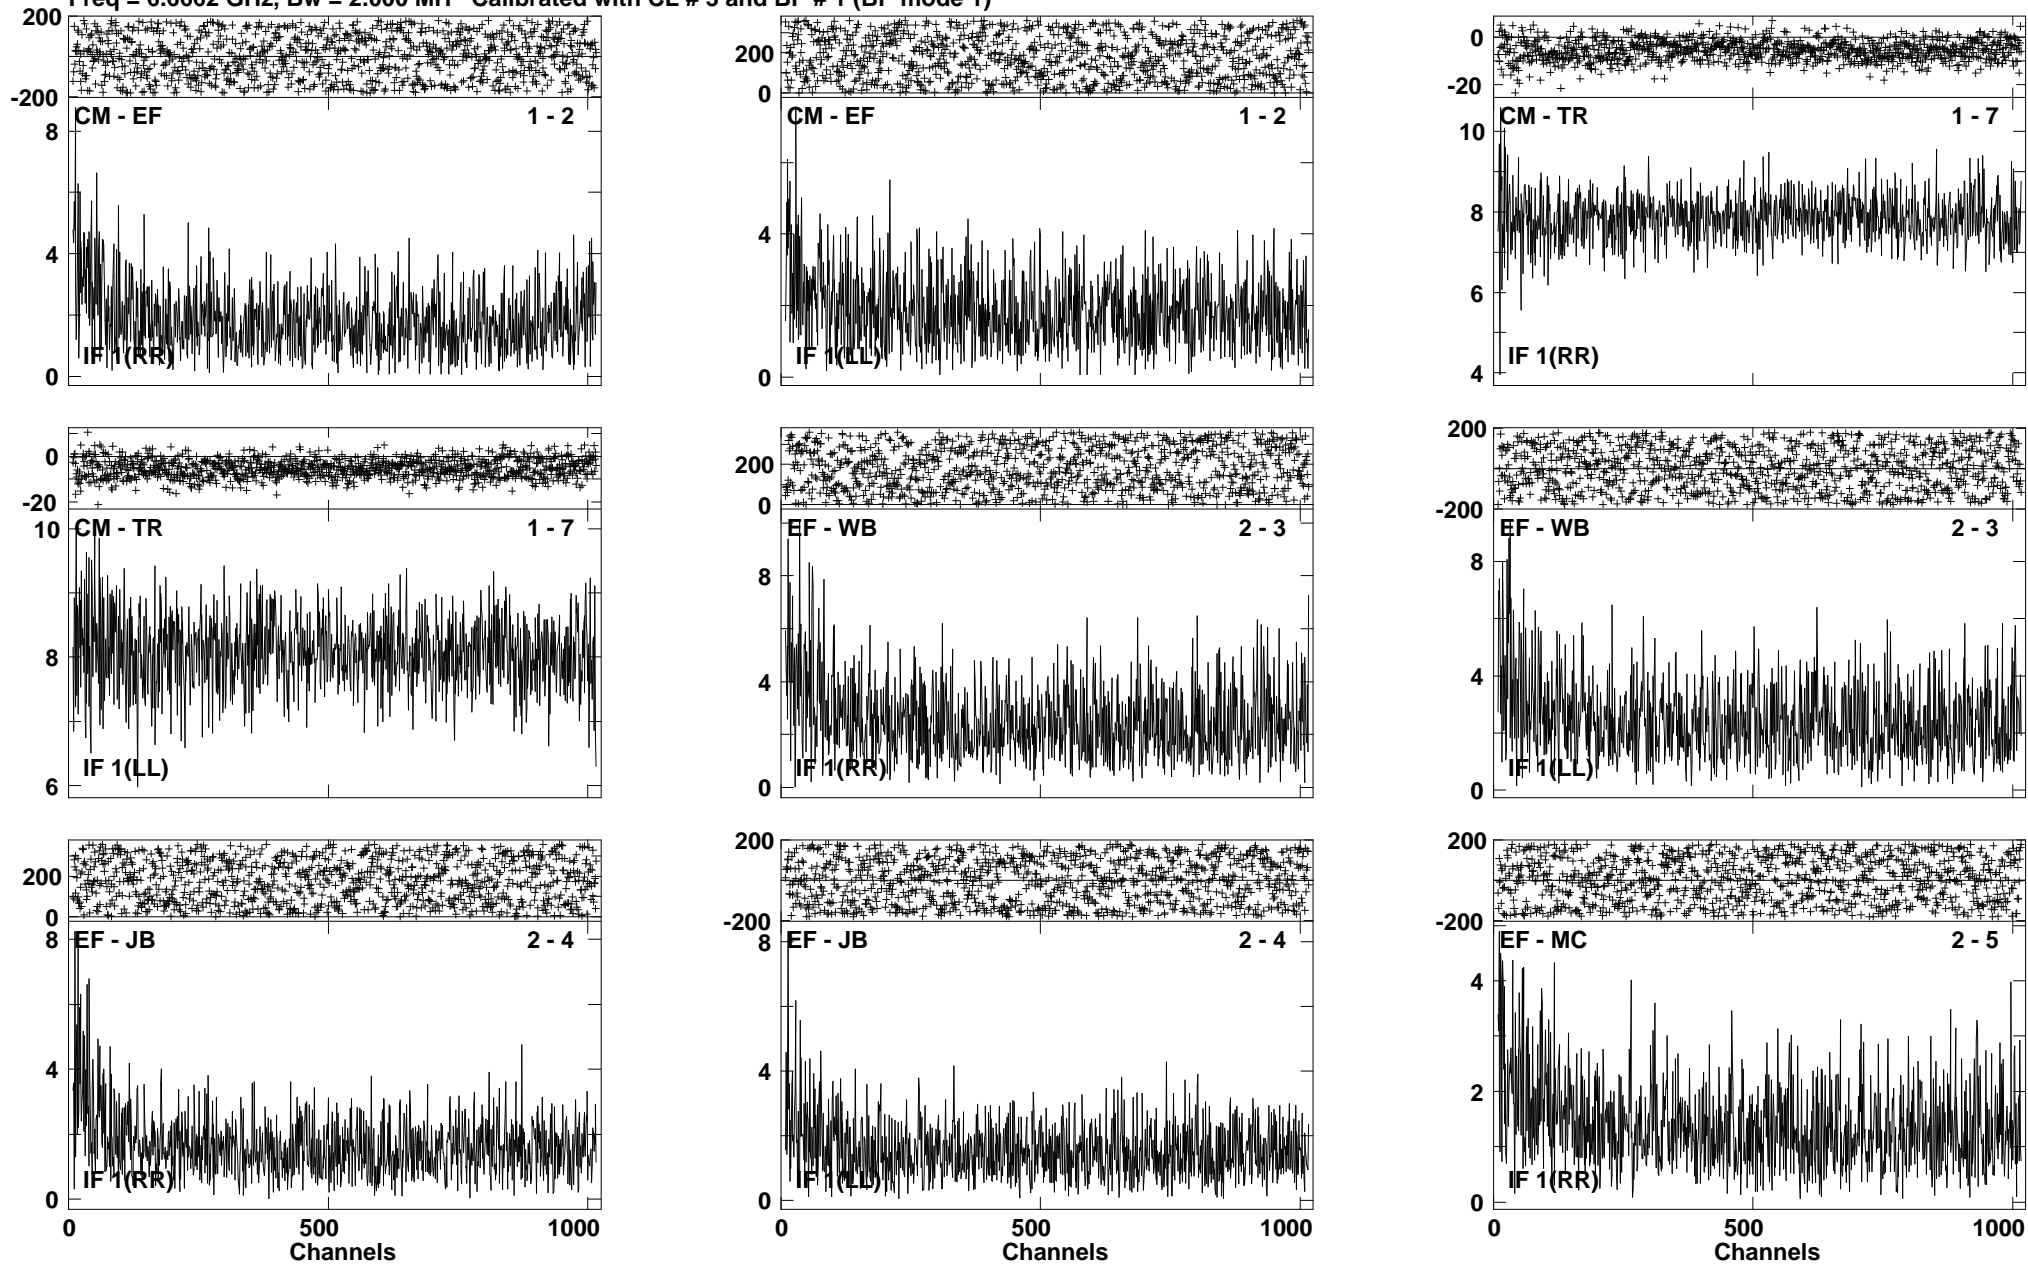 Freq = 6.6662 GHz, Bw = 2.000 MH Calibrated with CL # 3 and BP # 1 (BP mode 1)
200
-200
CM - EF 1 - 2
8
4
0
IF 1(RR)
200
0
CM - EF 1 - 2
4
0
IF 1(LL)
0
-20
CM - TR 1 - 7
10
8
6
4
IF 1(RR)
0
-20
CM - TR 1 - 7
10
8
6
IF 1(LL)
200
0
EF - WB 2 - 3
8
4
0
IF 1(RR)
200
-200
EF - WB 2 - 3
8
4
0
IF 1(LL)
200
0
EF - JB 2 - 4
8
4
0
IF 1(RR)
0 500 1000
Channels
200
-200
EF - JB 2 - 4
8
4
0
IF 1(LL)
0 500 1000
Channels
200
-200
EF - MC 2 - 5
4
2
0
IF 1(RR)
0 500 1000
Channels